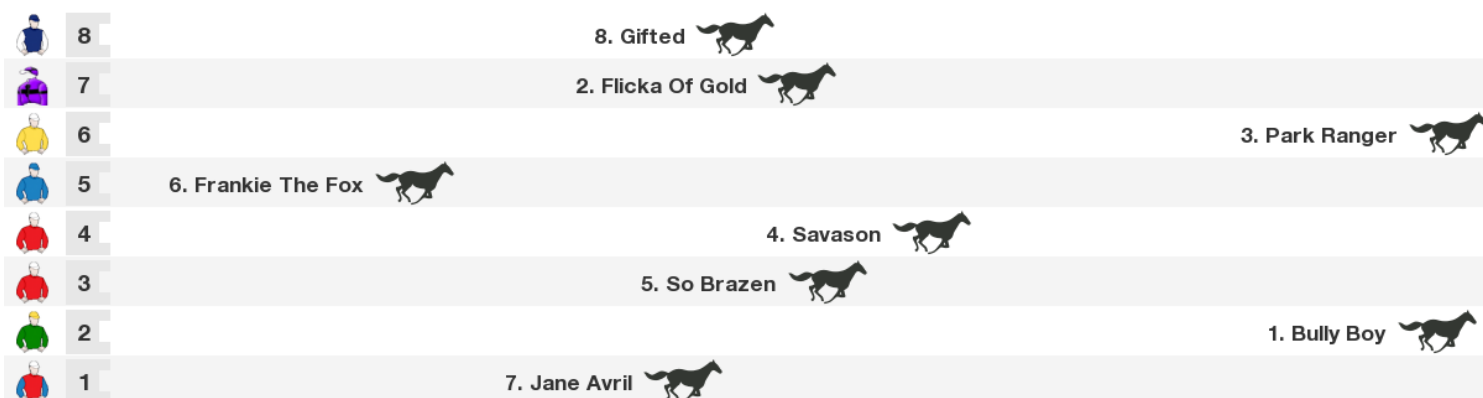 8 8. Gifted
7 2. Flicka Of Gold
6 3. Park Ranger
5 6. Frankie The Fox
4 4. Savason
3 5. So Brazen
2 1. Bully Boy
1 7. Jane Avril